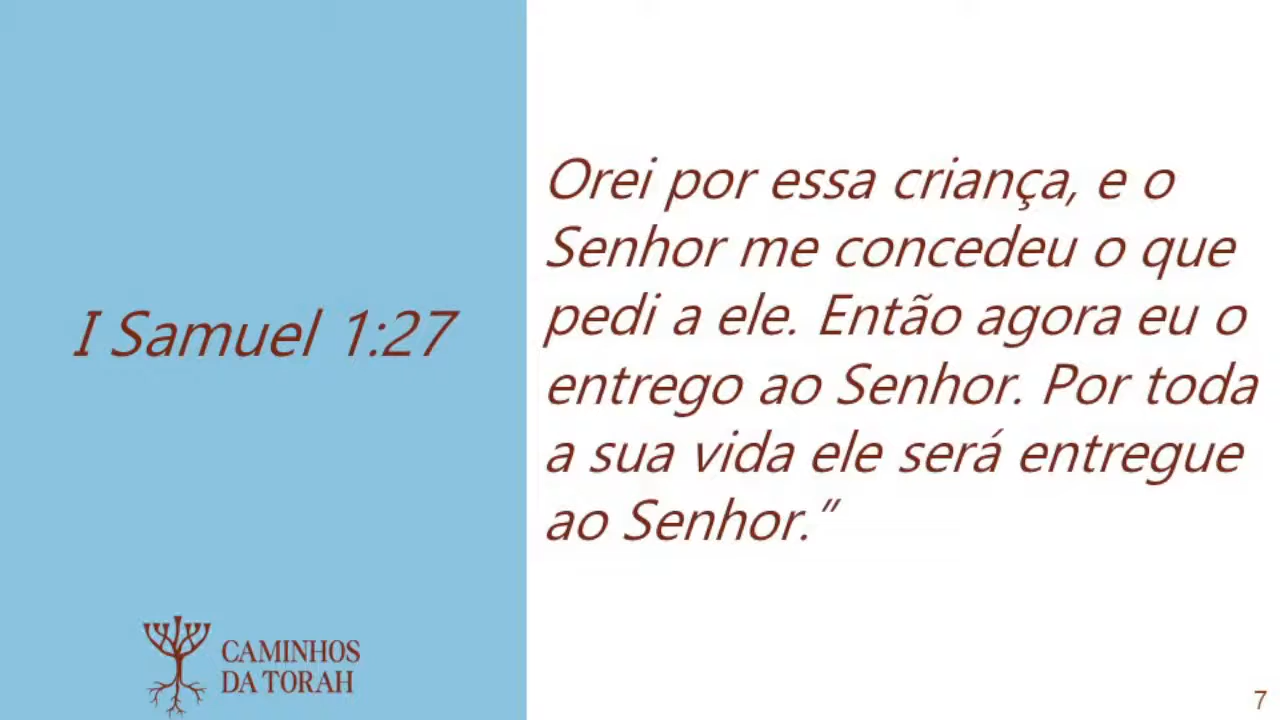 I Samuel 1:27
Orei por essa criança, e o
Senhor me concedeu o que
pedi a ele. Então agora eu o
entrego ao Senhor. Por toda
a sua vida ele será entregue
ao Senhor.”
CAMINHOS
DA TORAH
7